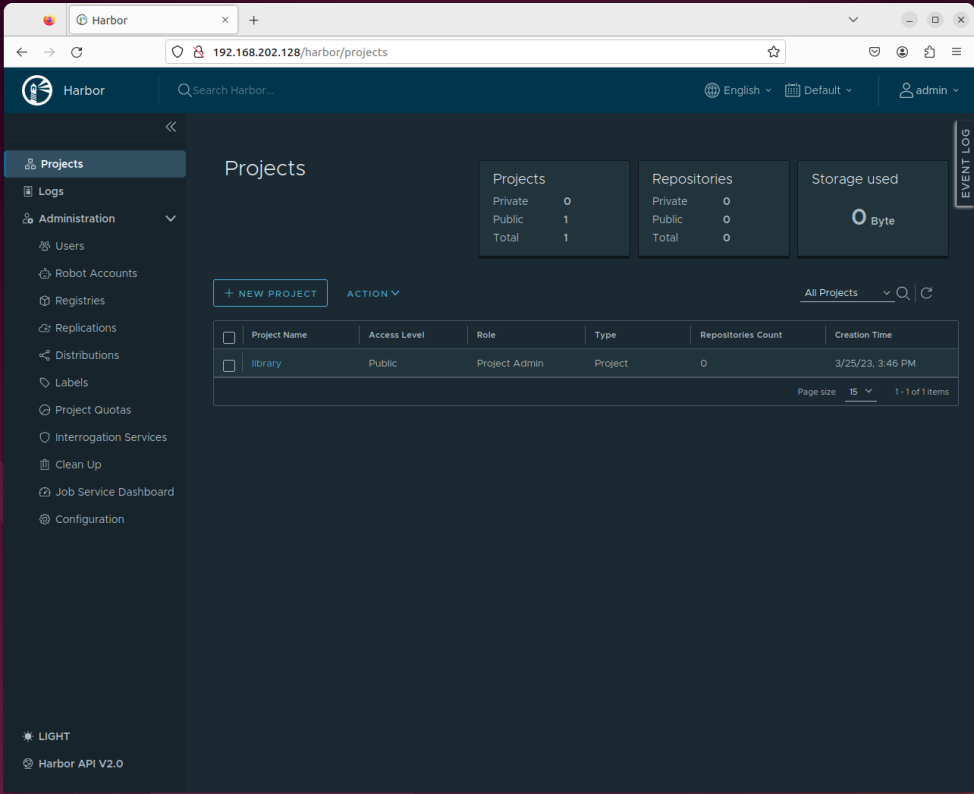 Harbor
192.168.202.128/harbor/projects
Harbor
Search Harbor...
English
Default
admin
EVENT LOG
Projects
Logs
Administration
Users
Robot Accounts
Registries
Replications
Distributions
Labels
Project Quotas
Interrogation Services
Clean Up
Job Service Dashboard
Configuration
LIGHT
Harbor API V2.0
Projects
Projects
Private 0
Public 1
Total 1
Repositories
Private 0
Public 0
Total 0
Storage used
0 Byte
+ NEW PROJECT
ACTION
All Projects
Project Name Access Level Role Type Repositories Count Creation Time
library Public Project Admin Project 0 3/25/23, 3:46 PM
Page size 15 1 - 1 of 1 items